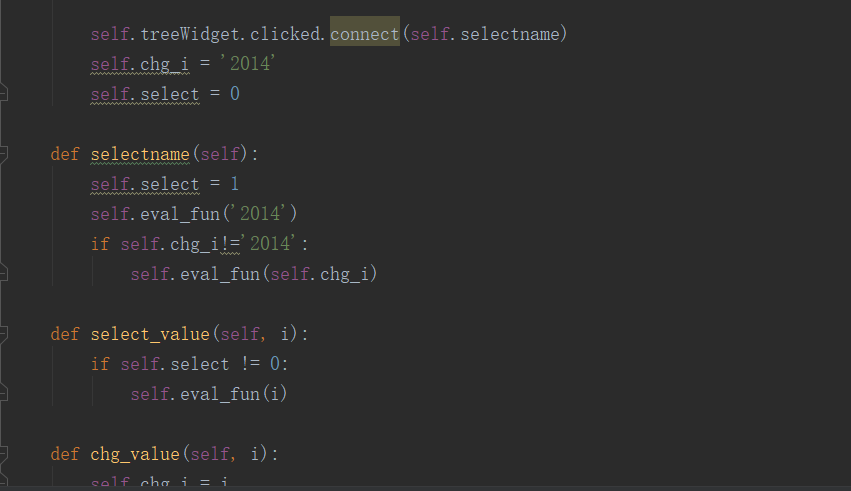 self.treeWidget.clicked.connect(self.selectname)
self.chg_i = '2014'
self.select = 0
def selectname(self):
self.select = 1
self.eval_fun('2014')
if self.chg_i!='2014':
self.eval_fun(self.chg_i)
def select_value(self, i):
if self.select != 0:
self.eval_fun(i)
def chg_value(self, i):
self.chg_i = i